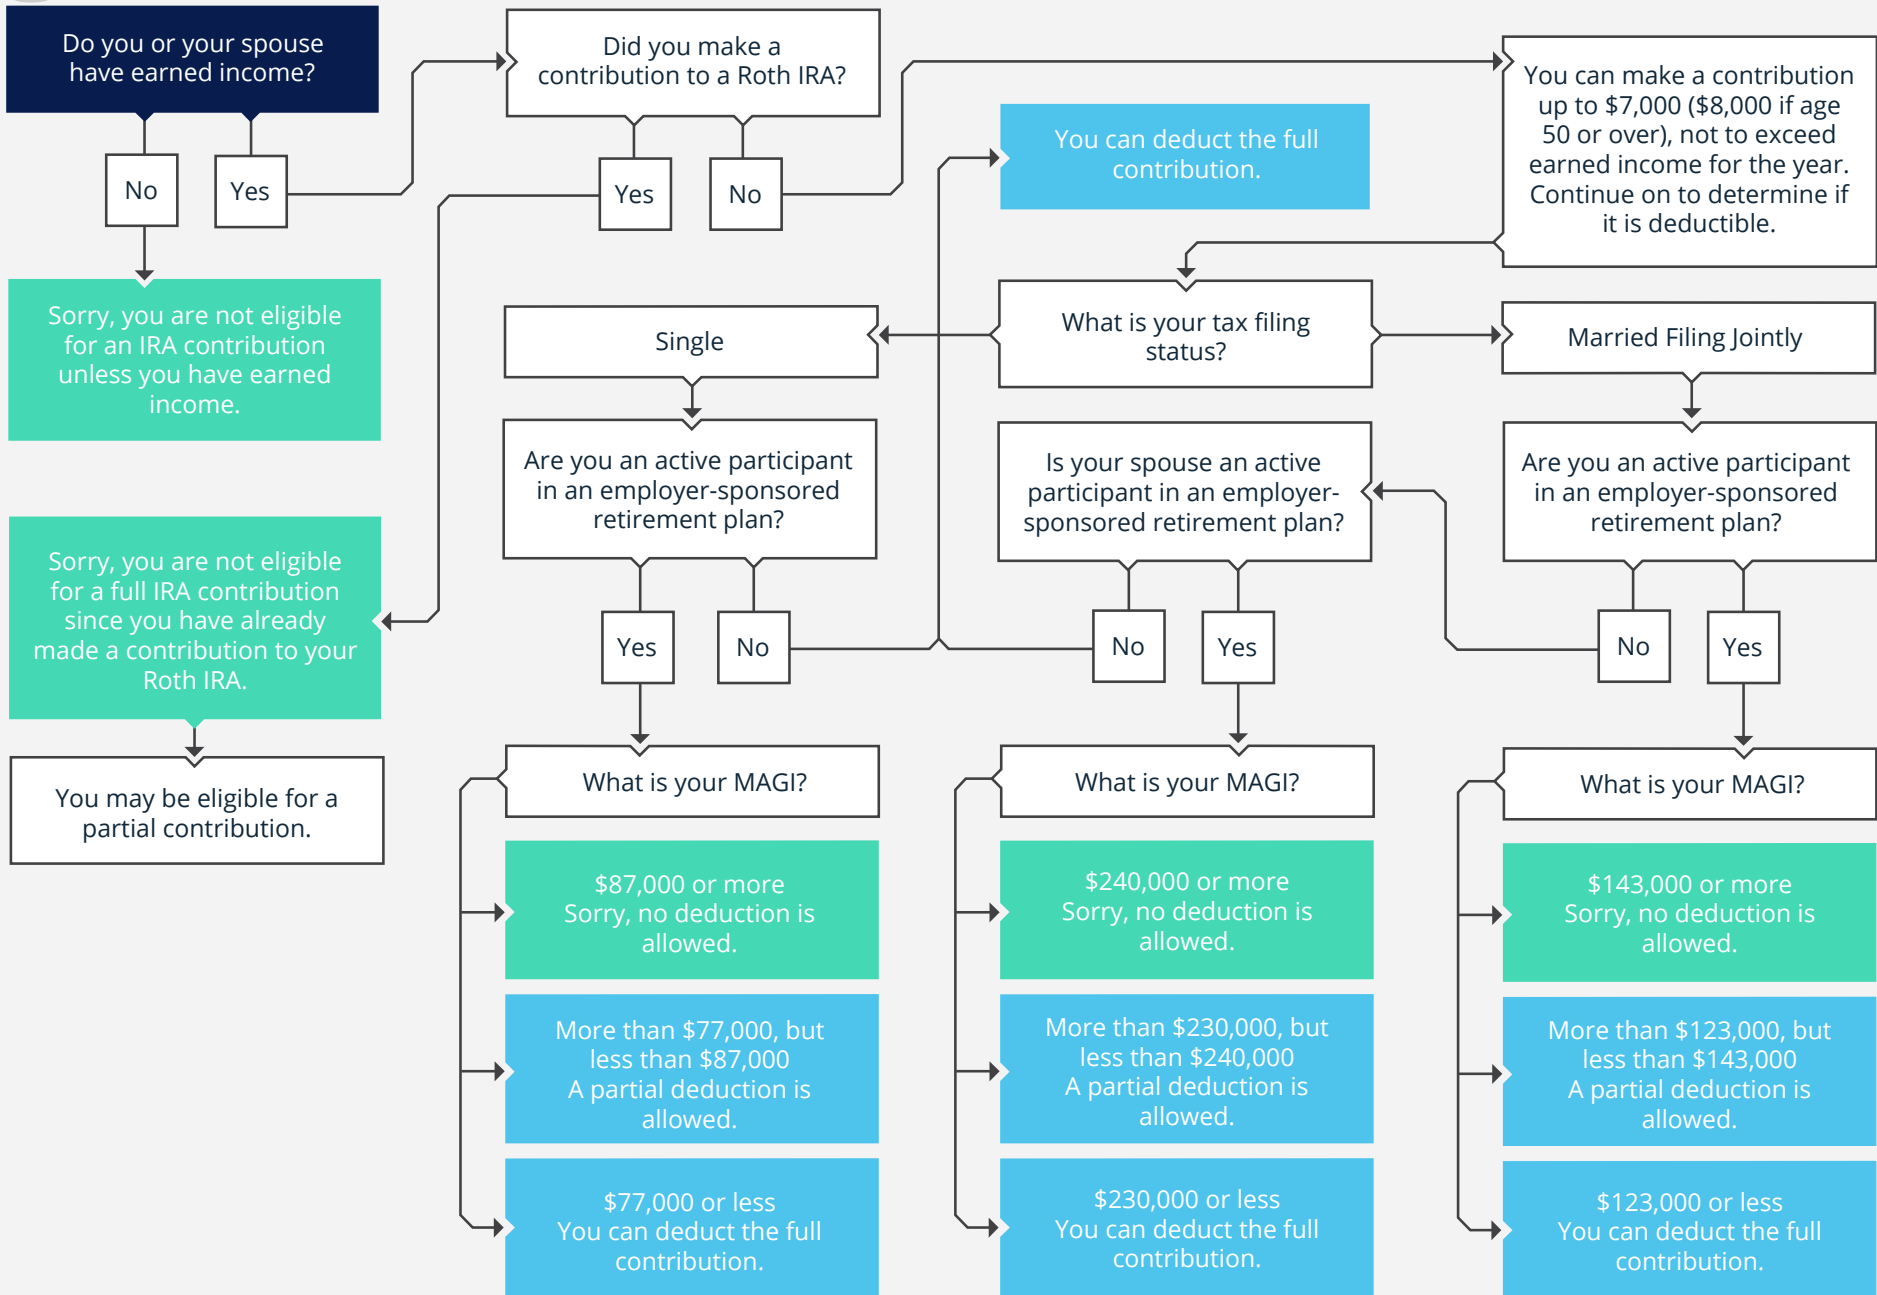 Do you or your spouse
have earned income?
No
Yes
Sorry, you are not eligible
for an IRA contribution
unless you have earned
income.
Did you make a
contribution to a Roth IRA?
Yes
No
Sorry, you are not eligible
for a full IRA contribution
since you have already
made a contribution to your
Roth IRA.
You may be eligible for a
partial contribution.
You can make a contribution
up to $7,000 ($8,000 if age
50 or over), not to exceed
earned income for the year.
Continue on to determine if
it is deductible.
You can deduct the full
contribution.
What is your tax filing
status?
Single
Married Filing Jointly
Are you an active participant
in an employer-sponsored
retirement plan?
Yes
No
Is your spouse an active
participant in an employer-
sponsored retirement plan?
No
Yes
Are you an active participant
in an employer-sponsored
retirement plan?
No
Yes
What is your MAGI?
$87,000 or more
Sorry, no deduction is
allowed.
More than $77,000, but
less than $87,000
A partial deduction is
allowed.
$77,000 or less
You can deduct the full
contribution.
What is your MAGI?
$240,000 or more
Sorry, no deduction is
allowed.
More than $230,000, but
less than $240,000
A partial deduction is
allowed.
$230,000 or less
You can deduct the full
contribution.
What is your MAGI?
$143,000 or more
Sorry, no deduction is
allowed.
More than $123,000, but
less than $143,000
A partial deduction is
allowed.
$123,000 or less
You can deduct the full
contribution.